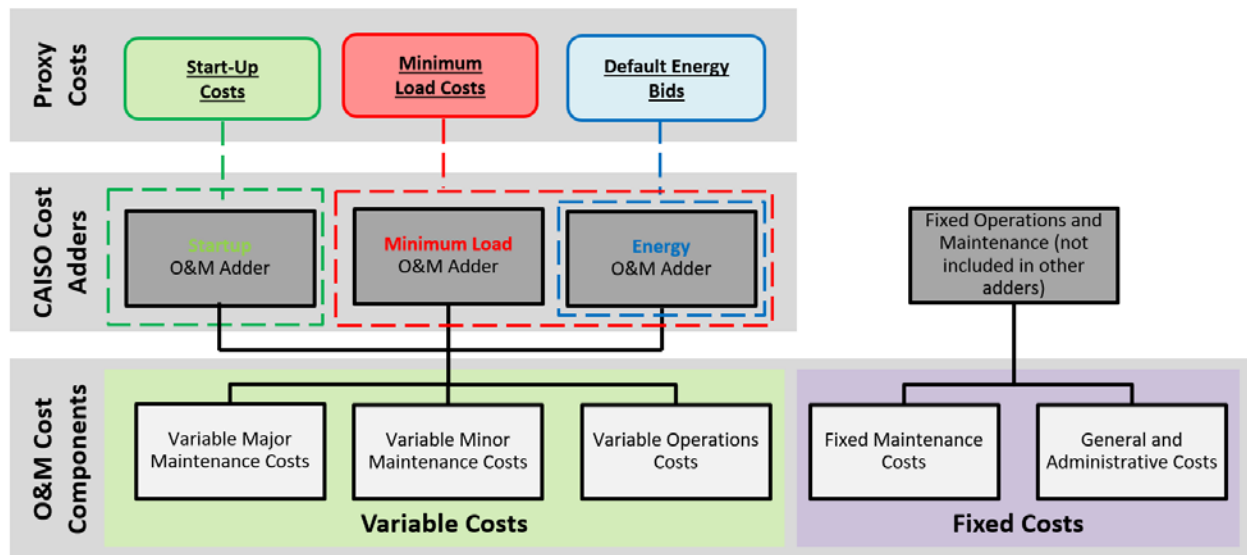 Proxy
Costs
Start-Up
Costs
Minimum
Load Costs
Default Energy
Bids
CAISO Cost
Adders
Startup
O&M Adder
Minimum Load
O&M Adder
Energy
O&M Adder
Fixed Operations and
Maintenance (not
included in other
adders)
O&M Cost
Components
Variable Major
Maintenance Costs
Variable Minor
Maintenance Costs
Variable Operations
Costs
Fixed Maintenance
Costs
General and
Administrative Costs
Variable Costs
Fixed Costs